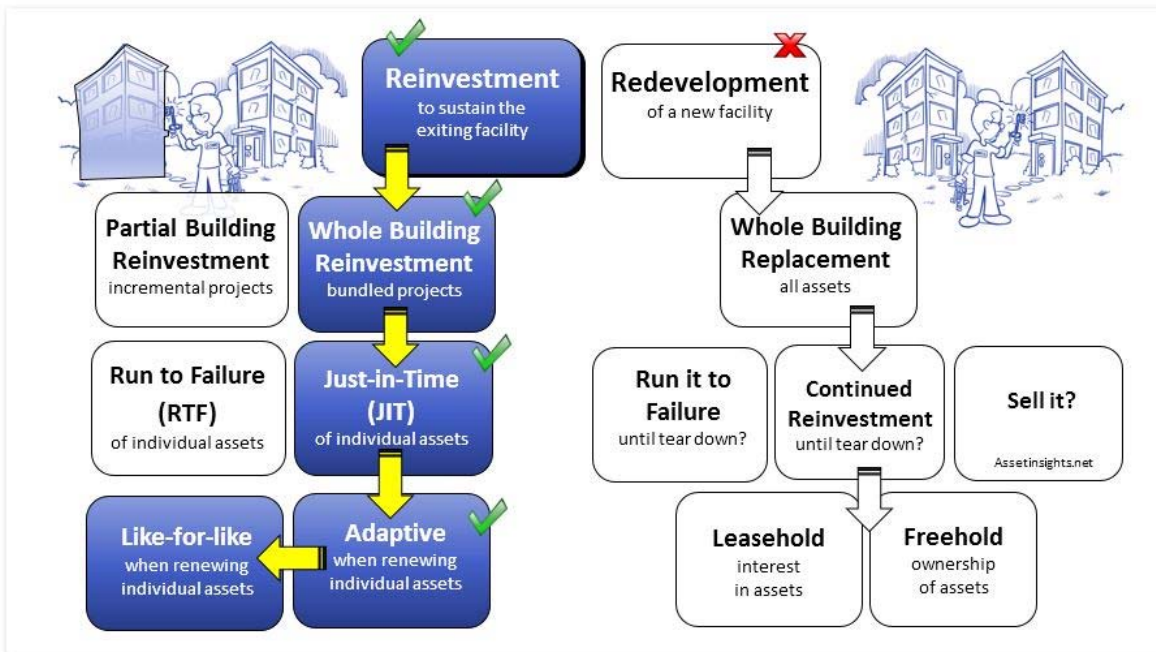 Reinvestment
to sustain the
exiting facility
Redevelopment
of a new facility
Partial Building
Reinvestment
incremental projects
Whole Building
Reinvestment
bundled projects
Whole Building
Replacement
all assets
Run to Failure
(RTF)
of individual assets
Just-in-Time
(JIT)
of individual assets
Run it to
Failure
until tear down?
Continued
Reinvestment
until tear down?
Sell it?
Assetinsights.net
Like-for-like
when renewing
individual assets
Adaptive
when renewing
individual assets
Leasehold
interest
in assets
Freehold
ownership
of assets